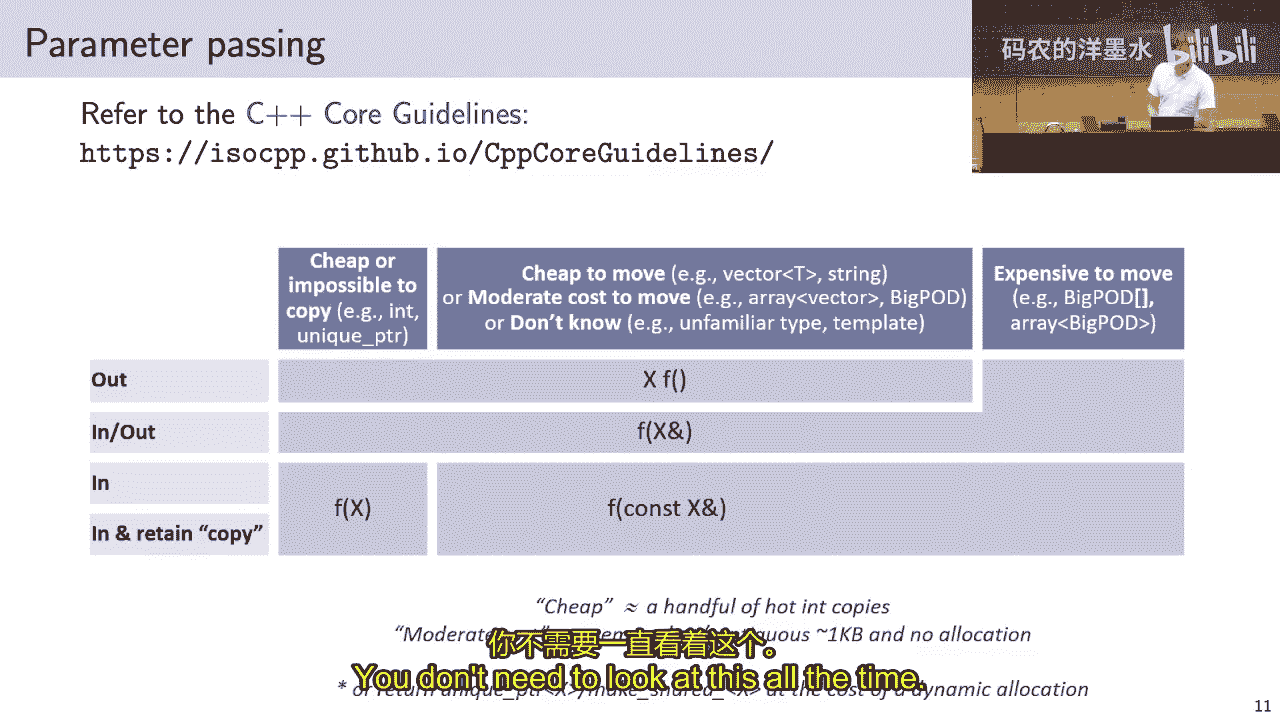 Parameter passing
码农的洋墨水 bilibili
Refer to the C++ Core Guidelines:
https://isocpp.github.io/CppCoreGuidelines/
Cheap or
impossible to
copy (e.g., int,
unique_ptr)
Cheap to move (e.g., vector<T>, string)
or Moderate cost to move (e.g., array<vector>, BigPOD)
or Don't know (e.g., unfamiliar type, template)
Expensive to move
(e.g., BigPOD[],
array<BigPOD>)
Out
X f()
In/Out
f(X&)
In
In & retain “copy”
f(X)
f(const X&)
“Cheap” ≈ a handful of hot int copies
“Moderate ~1KB and no allocation
你不需要一直看着这个。
You don't need to look at this all the time.
* or return unique_ptr<X>/make_shared_<X> at the cost of a dynamic allocation
11